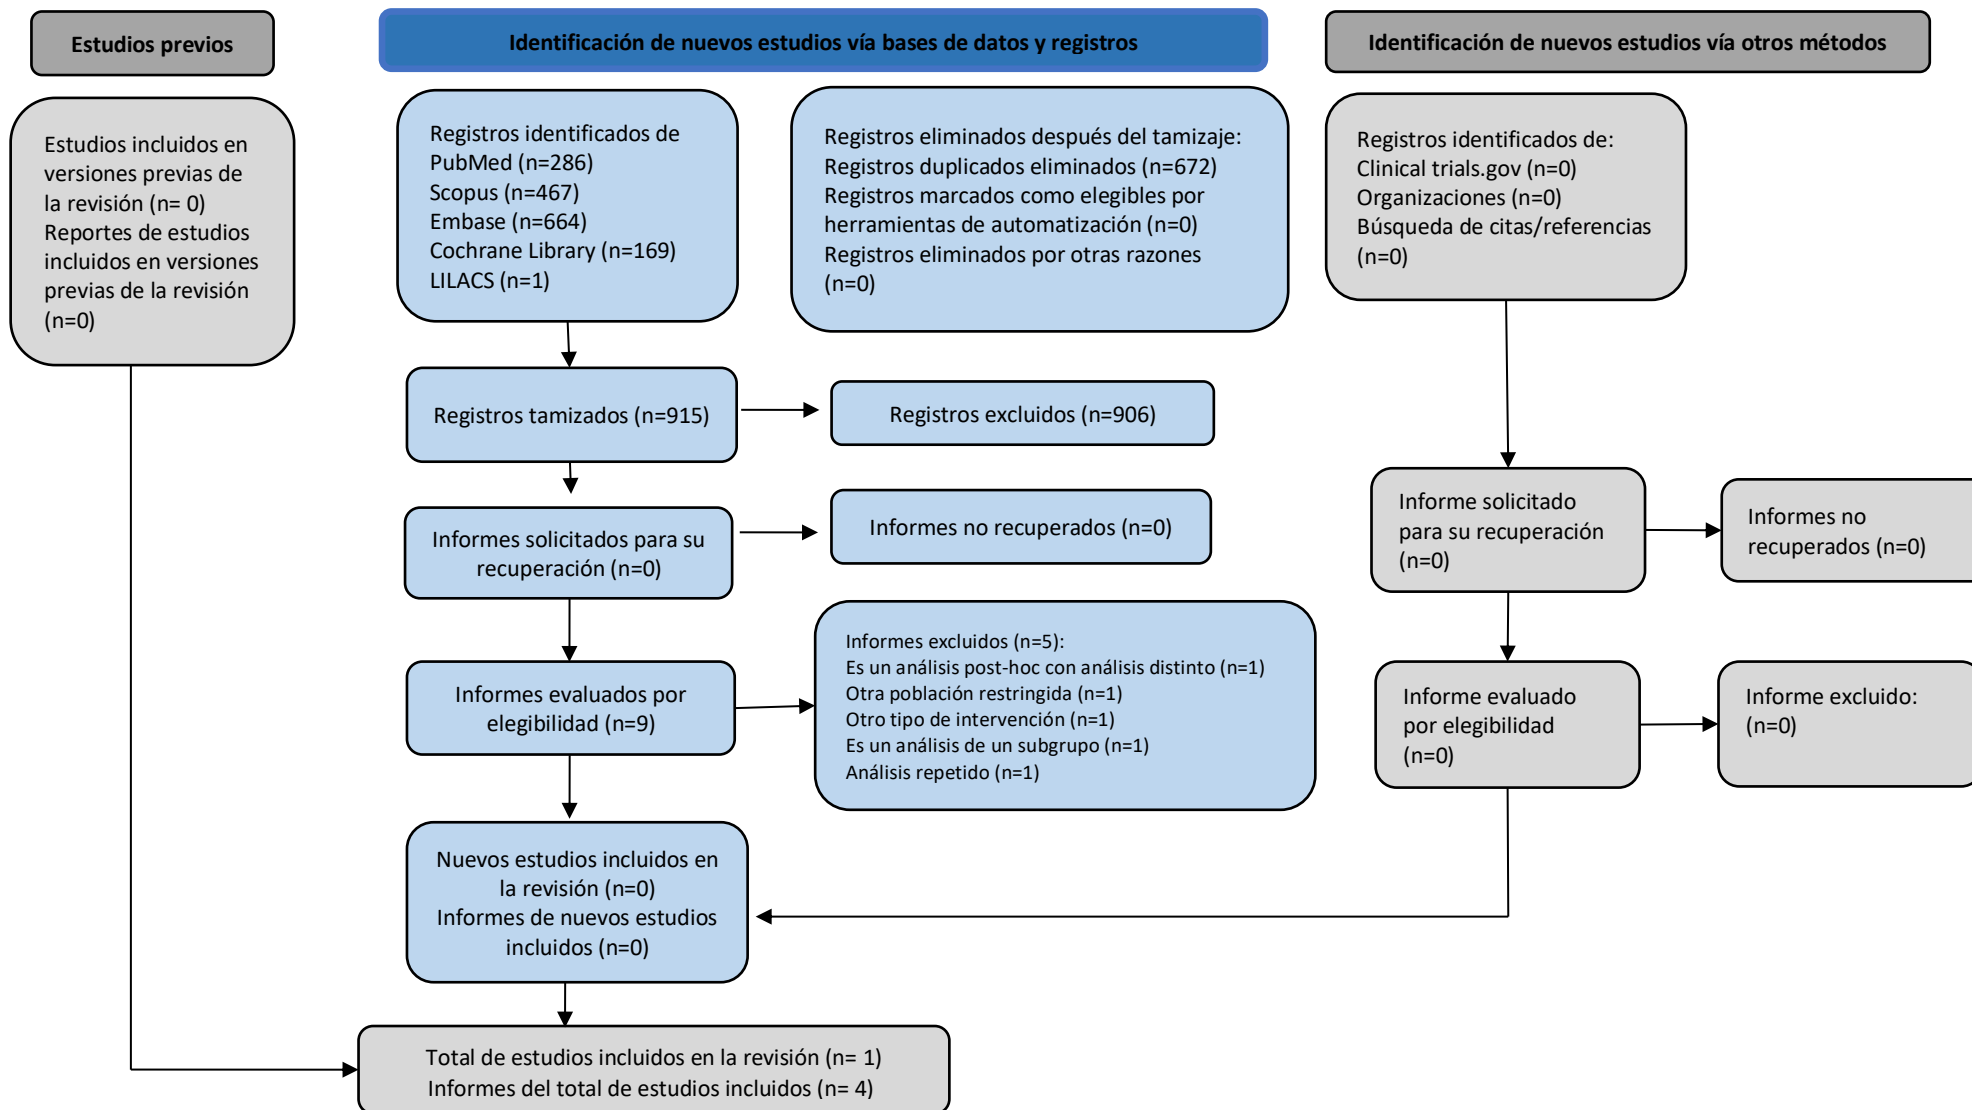 Estudios previos
Identificación de nuevos estudios vía bases de datos y registros
Identificación de nuevos estudios vía otros métodos
Estudios incluidos en
versiones previas de
la revisión (n= 0)
Reportes de estudios
incluidos en versiones
previas de la revisión
(n=0)
Registros identificados de
PubMed (n=286)
Scopus (n=467)
Embase (n=664)
Cochrane Library (n=169)
LILACS (n=1)
Registros eliminados después del tamizaje:
Registros duplicados eliminados (n=672)
Registros marcados como elegibles por
herramientas de automatización (n=0)
Registros eliminados por otras razones
(n=0)
Registros identificados de:
Clinical trials.gov (n=0)
Organizaciones (n=0)
Búsqueda de citas/referencias
(n=0)
Registros tamizados (n=915)
Registros excluidos (n=906)
Informes solicitados para su
recuperación (n=0)
Informes no recuperados (n=0)
Informe solicitado
para su recuperación
(n=0)
Informes no
recuperados (n=0)
Informes evaluados por
elegibilidad (n=9)
Informes excluidos (n=5):
Es un análisis post-hoc con análisis distinto (n=1)
Otra población restringida (n=1)
Otro tipo de intervención (n=1)
Es un análisis de un subgrupo (n=1)
Análisis repetido (n=1)
Informe evaluado
por elegibilidad
(n=0)
Informe excluido:
(n=0)
Nuevos estudios incluidos en
la revisión (n=0)
Informes de nuevos estudios
incluidos (n=0)
Total de estudios incluidos en la revisión (n= 1)
Informes del total de estudios incluidos (n= 4)